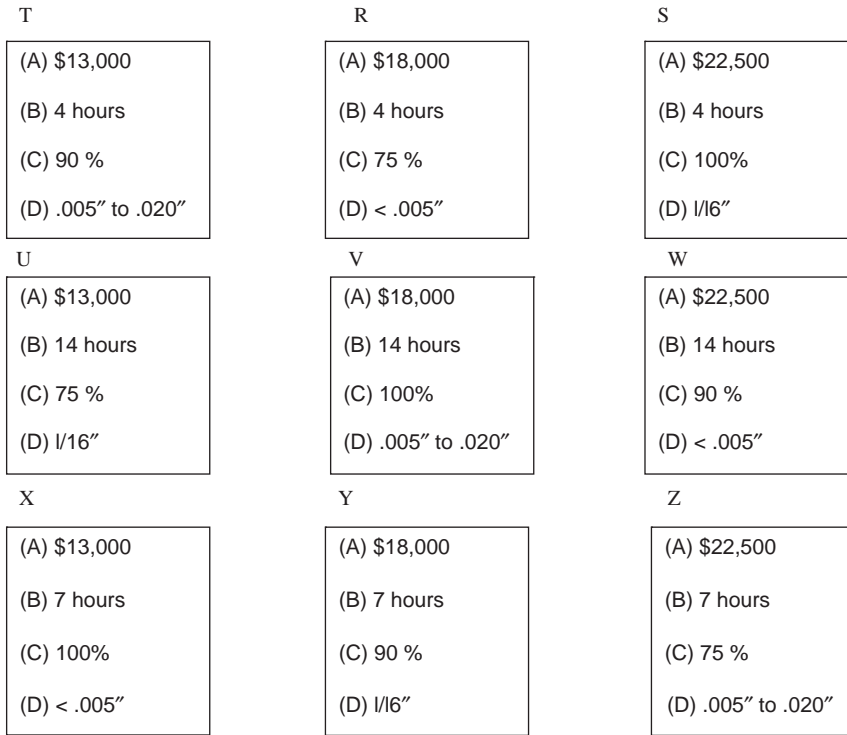 T R S
(A) $13,000 (A) $18,000 (A) $22,500
(B) 4 hours (B) 4 hours (B) 4 hours
(C) 90 % (C) 75 % (C) 100%
(D) .005″ to .020″ (D) < .005″ (D) l/l6″
U V W
(A) $13,000 (A) $18,000 (A) $22,500
(B) 14 hours (B) 14 hours (B) 14 hours
(C) 75 % (C) 100% (C) 90 %
(D) l/16″ (D) .005″ to .020″ (D) < .005″
X Y Z
(A) $13,000 (A) $18,000 (A) $22,500
(B) 7 hours (B) 7 hours (B) 7 hours
(C) 100% (C) 90 % (C) 75 %
(D) < .005″ (D) l/l6″ (D) .005″ to .020″